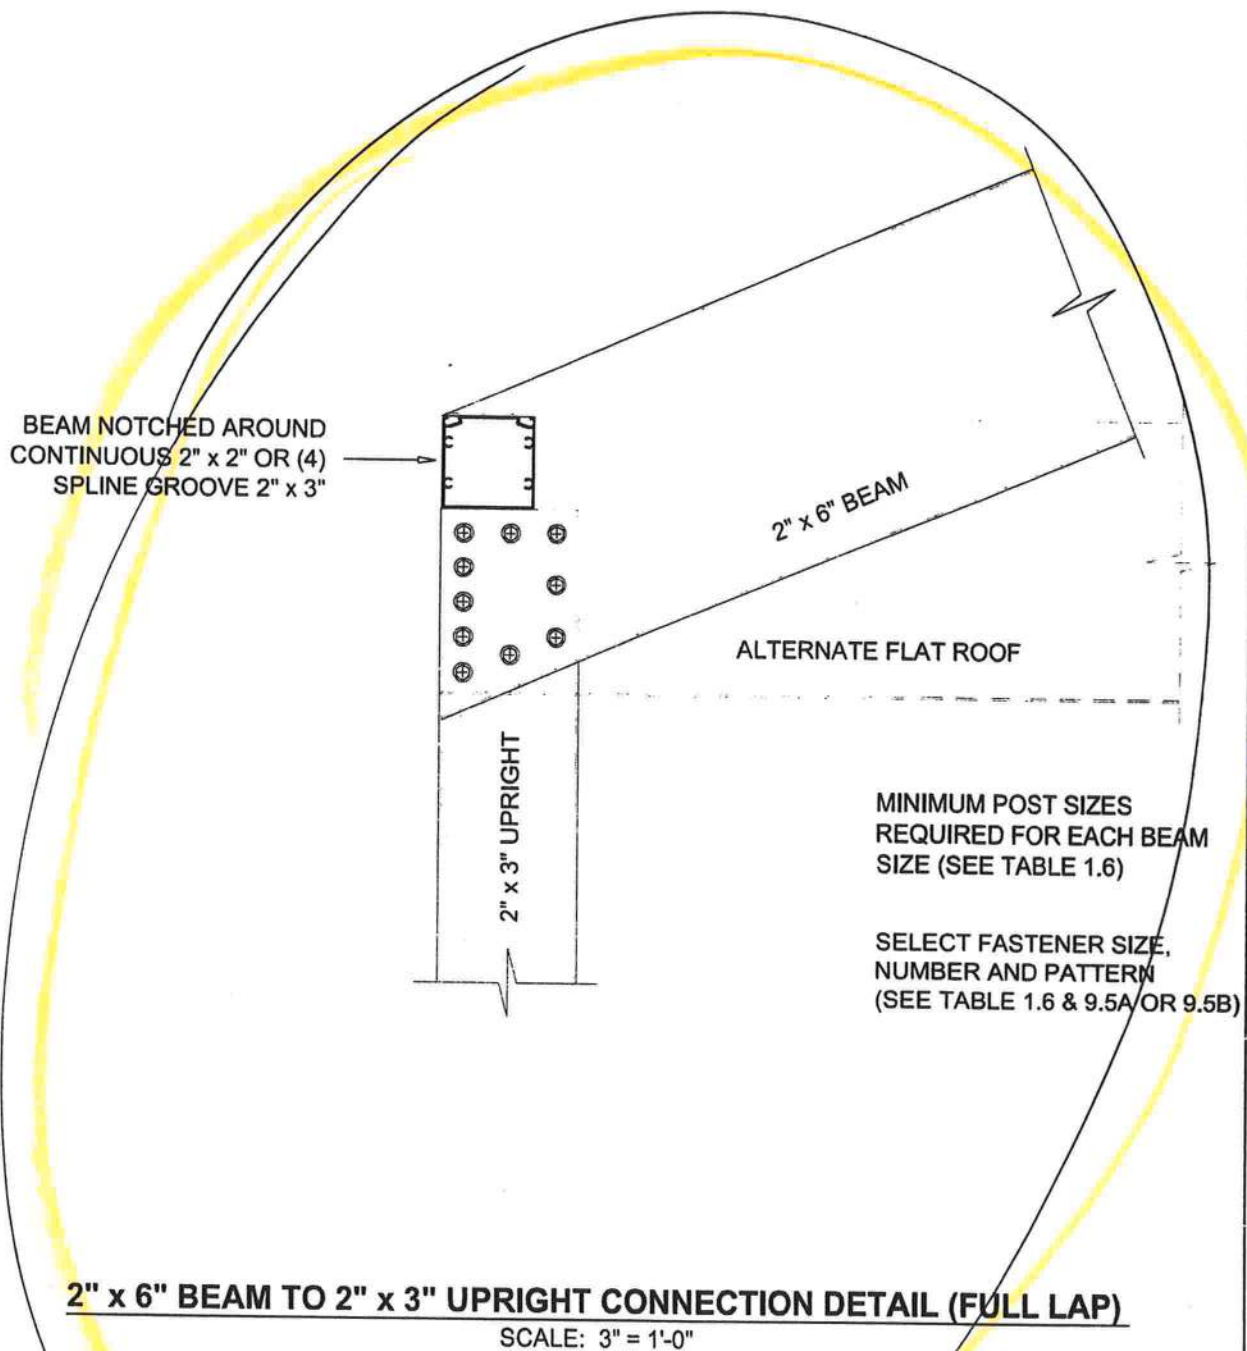 BEAM NOTCHED AROUND
CONTINUOUS 2" x 2" OR (4)
SPLINE GROOVE 2" x 3"
2" x 6" BEAM
ALTERNATE FLAT ROOF
2" x 3" UPRIGHT
MINIMUM POST SIZES
REQUIRED FOR EACH BEAM
SIZE (SEE TABLE 1.6)
SELECT FASTENER SIZE,
NUMBER AND PATTERN
(SEE TABLE 1.6 & 9.5A OR 9.5B)
2" x 6" BEAM TO 2" x 3" UPRIGHT CONNECTION DETAIL (FULL LAP)
SCALE: 3" = 1'-0"